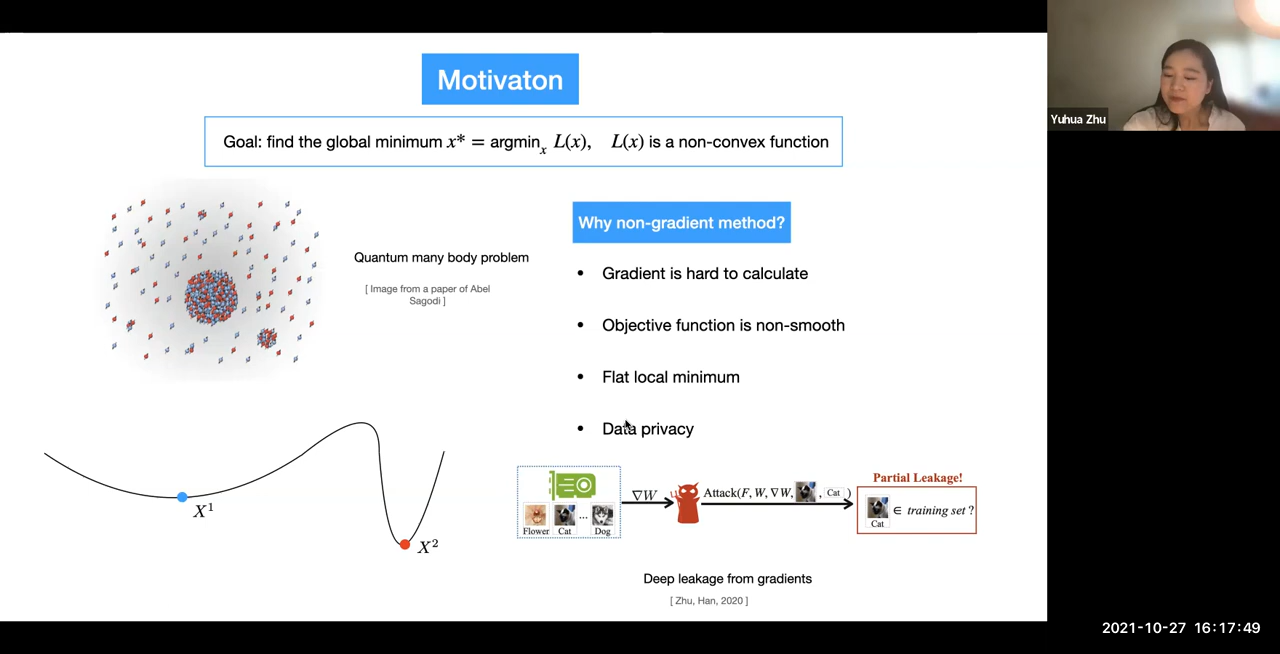 Motivaton
Goal: find the global minimum x* = argminₓ L(x),    L(x) is a non-convex function
Yuhua Zhu
Quantum many body problem
[ Image from a paper of Abel
Sagodi ]
Why non-gradient method?
• Gradient is hard to calculate
• Objective function is non-smooth
• Flat local minimum
• Data privacy
X¹
X²
Flower Cat ... Dog
∇W
Attack(F, W, ∇W, , Cat )
Partial Leakage!
Cat
∈ training set ?
Deep leakage from gradients
[ Zhu, Han, 2020 ]
2021-10-27 16:17:49